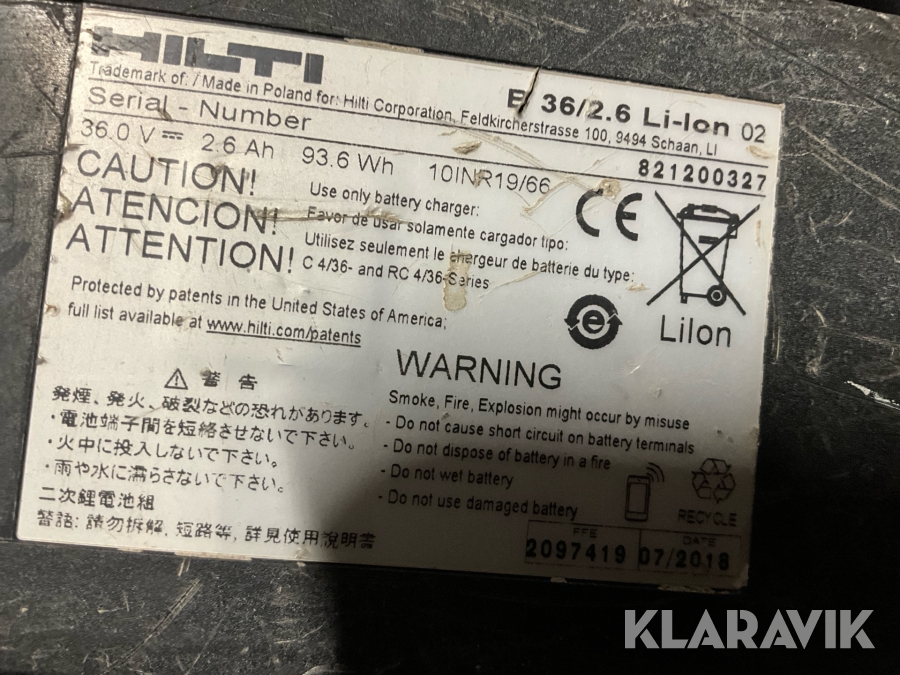 HILTI
B 36/2.6 Li-Ion 02
Trademark of: / Made in Poland for: Hilti Corporation, Feldkircherstrasse 100, 9494 Schaan, LI
Serial - Number
821200327
36.0 V 2.6 Ah 93.6 Wh 10INR19/66
CAUTION!
ATENCION!
ATTENTION!
Use only battery charger:
Favor de usar solamente cargador tipo:
Utilisez seulement le chargeur de batterie du type:
C 4/36- and RC 4/36-Series
CE
LiIon
Protected by patents in the United States of America;
full list available at www.hilti.com/patents
e
警告
発煙、発火、破裂などの恐れがあります。
・電池端子間を短絡させないで下さい。
・火中に投入しないで下さい。
・雨や水に濡らさないで下さい。
二次鋰電池組
警語: 請勿拆解, 短路等, 詳見使用說明書
WARNING
Smoke, Fire, Explosion might occur by misuse
- Do not cause short circuit on battery terminals
- Do not dispose of battery in a fire
- Do not wet battery
- Do not use damaged battery
RECYCLE
FFE DATE
2097419 07/2018
KLARAVIK